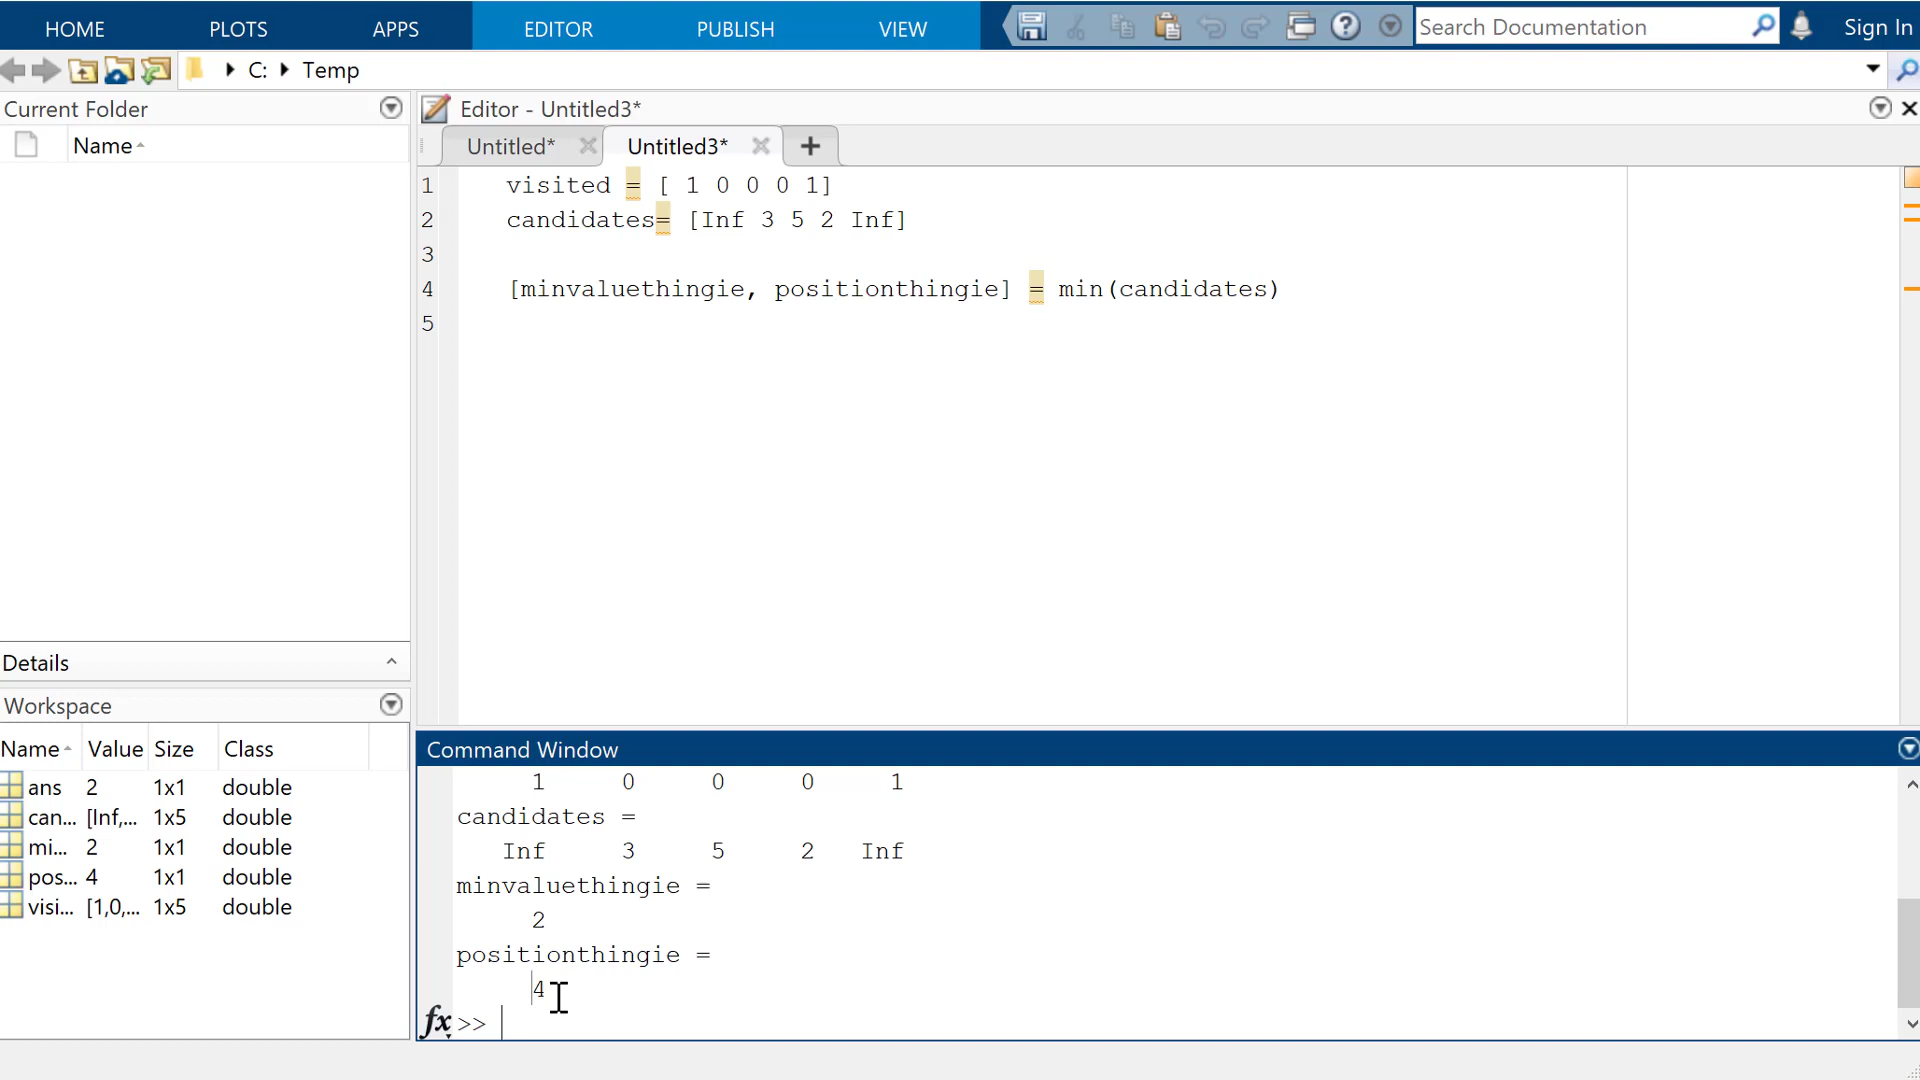 HOME PLOTS APPS EDITOR PUBLISH VIEW Search Documentation Sign In
C: Temp
Current Folder
Name
Editor - Untitled3*
Untitled* Untitled3*
1 visited = [ 1 0 0 0 1]
2 candidates= [Inf 3 5 2 Inf]
3
4 [minvaluethingie, positionthingie] = min(candidates)
5
Details
Workspace
Name Value Size Class
ans 2 1x1 double
can... [Inf,... 1x5 double
mi... 2 1x1 double
pos... 4 1x1 double
visi... [1,0,... 1x5 double
Command Window
1 0 0 0 1
candidates =
Inf 3 5 2 Inf
minvaluethingie =
2
positionthingie =
4
fx >>